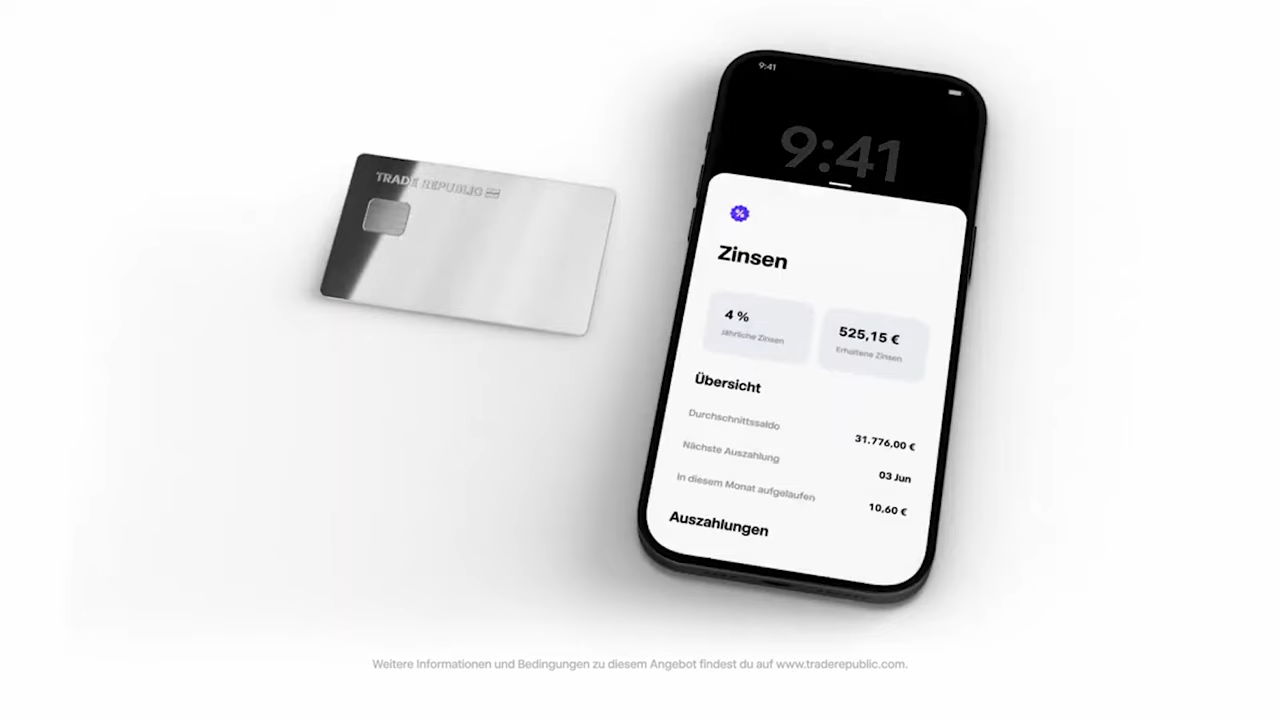 TRADE REPUBLIC
9:41
9:41
Zinsen
4 %
Jährliche Zinsen
525,15 €
Erhaltene Zinsen
Übersicht
Durchschnittssaldo
31.776,00 €
Nächste Auszahlung
03 Jun
In diesem Monat aufgelaufen
10,60 €
Auszahlungen
Weitere Informationen und Bedingungen zu diesem Angebot findest du auf www.traderepublic.com.